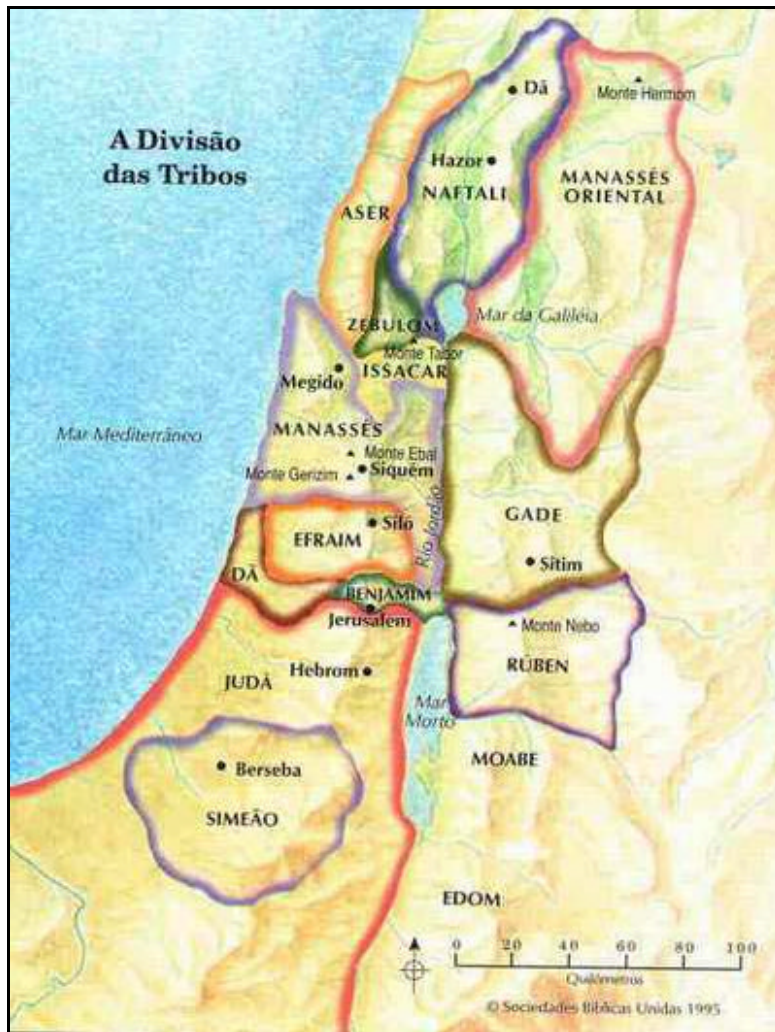 A Divisão
das Tribos
Dã
Monte Hermom
Hazor
NAFTALI
MANASSÉS
ORIENTAL
ASER
Mar da Galiléia
ZEBULOM
Monte Tabor
ISSACAR
Megido
Mar Mediterrâneo
MANASSÉS
Monte Ebal
Siquém
Monte Gerizim
Rio Jordão
GADE
Siló
EFRAIM
Sitim
DÃ
BENJAMIM
Jerusalem
Monte Nebo
RÚBEN
Hebrom
JUDÁ
Mar
Morto
MOABE
Berseba
SIMEÃO
EDOM
0 20 40 60 80 100
Quilómetros
© Sociedades Bíblicas Unidas 1995